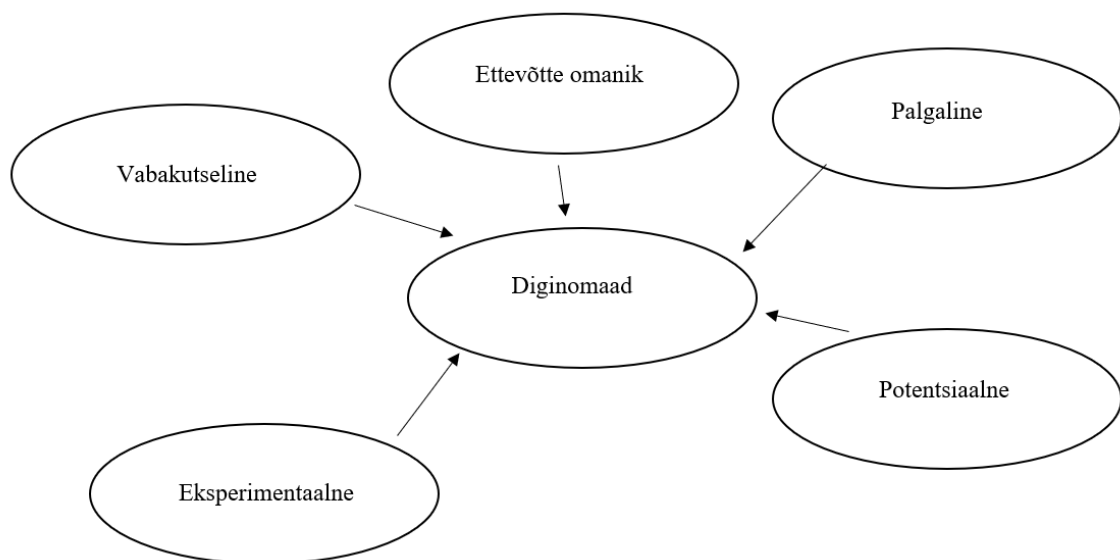 Ettevõtte omanik
Palgaline
Vabakutseline
Diginomaad
Potentsiaalne
Eksperimentaalne